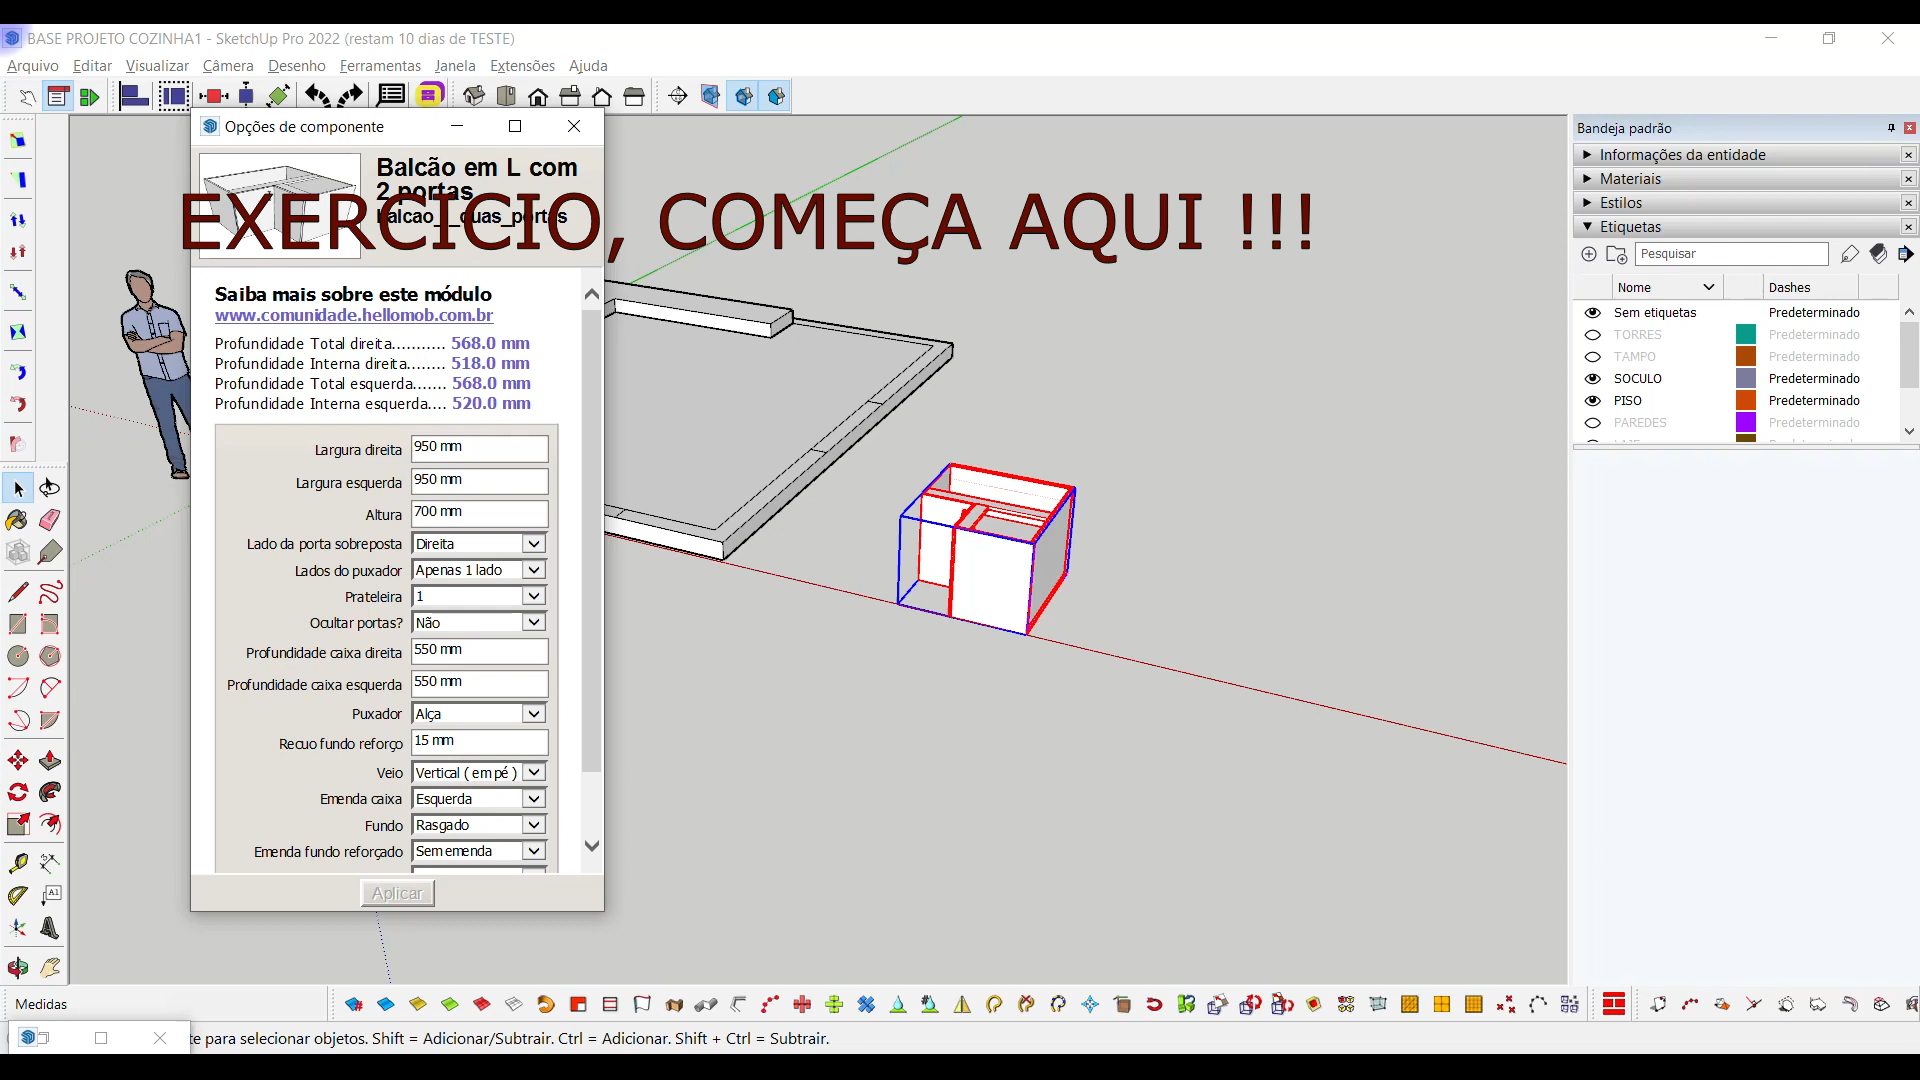 BASE PROJETO COZINHA1 - SketchUp Pro 2022 (restam 10 dias de TESTE)
Arquivo Editar Visualizar Câmera Desenho Ferramentas Janela Extensões Ajuda
Opções de componente
Balcão em L com
2 portas
balcao__duas_portas
EXERCICIO, COMEÇA AQUI !!!
Saiba mais sobre este módulo
www.comunidade.hellomob.com.br
Profundidade Total direita........... 568.0 mm
Profundidade Interna direita........ 518.0 mm
Profundidade Total esquerda....... 568.0 mm
Profundidade Interna esquerda.... 520.0 mm
Largura direita 950 mm
Largura esquerda 950 mm
Altura 700 mm
Lado da porta sobreposta Direita
Lados do puxador Apenas 1 lado
Prateleira 1
Ocultar portas? Não
Profundidade caixa direita 550 mm
Profundidade caixa esquerda 550 mm
Puxador Alça
Recuo fundo reforço 15 mm
Veio Vertical ( em pé )
Emenda caixa Esquerda
Fundo Rasgado
Emenda fundo reforçado Sem emenda
Aplicar
Bandeja padrão
Informações da entidade
Materiais
Estilos
Etiquetas
Pesquisar
Nome Dashes
Sem etiquetas Predeterminado
TORRES Predeterminado
TAMPO Predeterminado
SOCULO Predeterminado
PISO Predeterminado
PAREDES Predeterminado
A1
Medidas
te para selecionar objetos. Shift = Adicionar/Subtrair. Ctrl = Adicionar. Shift + Ctrl = Subtrair.